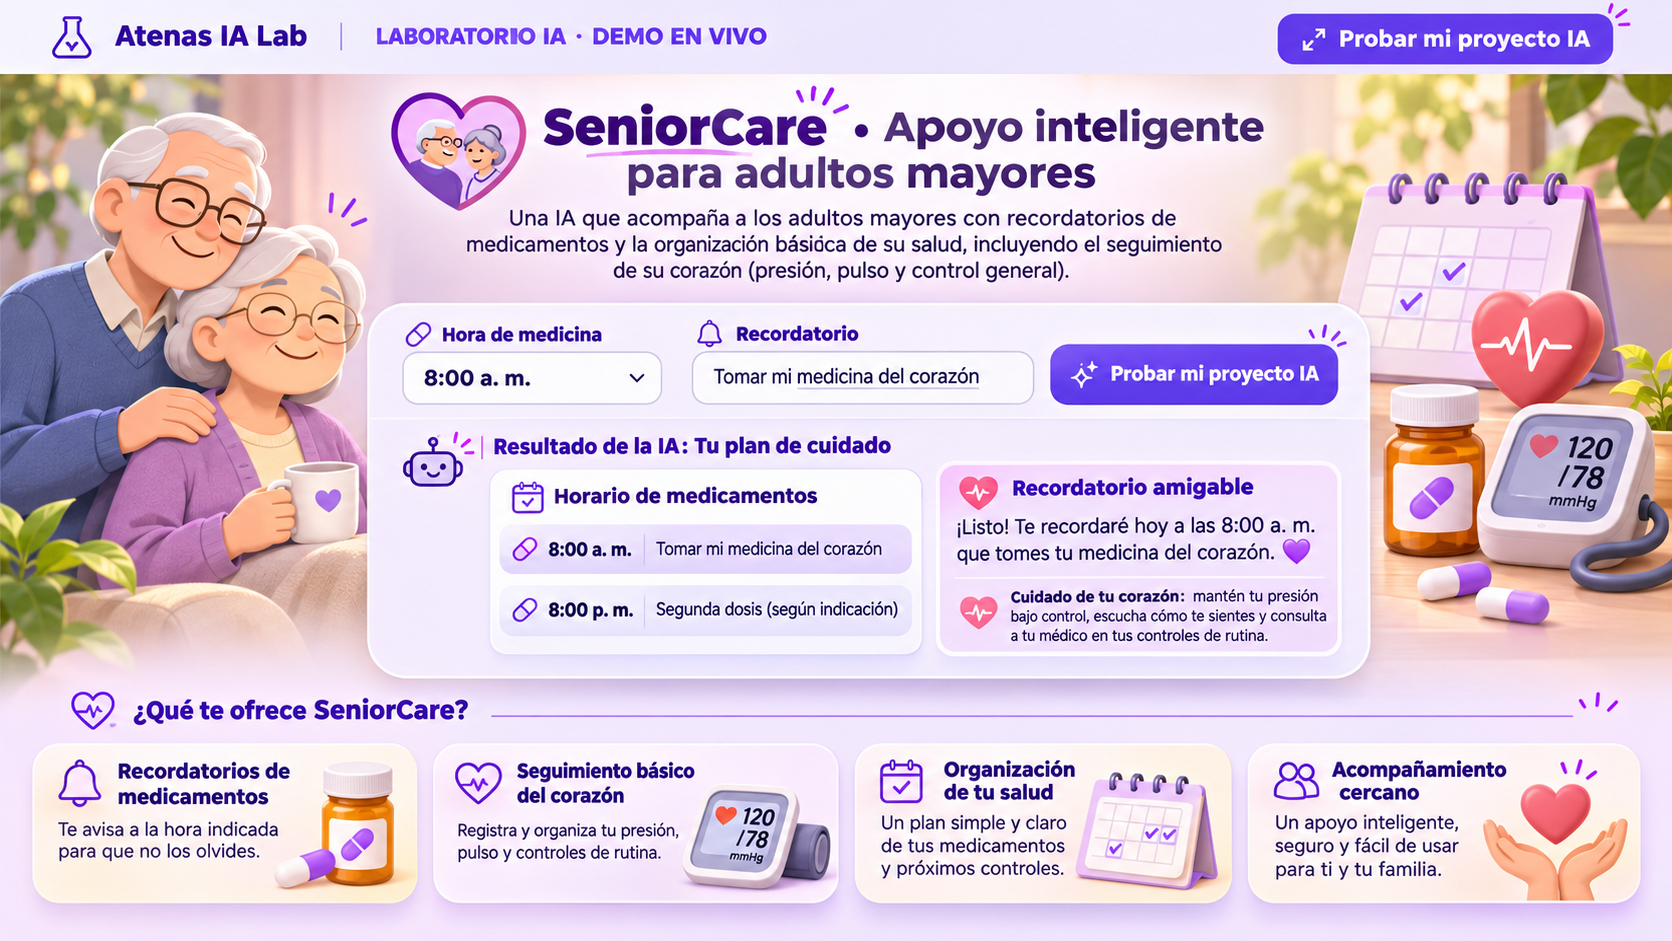 Atenas IA Lab
LABORATORIO IA · DEMO EN VIVO
Probar mi proyecto IA
SeniorCare • Apoyo inteligente
para adultos mayores
Una IA que acompaña a los adultos mayores con recordatorios de
medicamentos y la organización básica de su salud, incluyendo el seguimiento
de su corazón (presión, pulso y control general).
Hora de medicina
8:00 a. m.
Recordatorio
Tomar mi medicina del corazón
Probar mi proyecto IA
Resultado de la IA: Tu plan de cuidado
Horario de medicamentos
8:00 a. m. Tomar mi medicina del corazón
8:00 p. m. Segunda dosis (según indicación)
Recordatorio amigable
¡Listo! Te recordaré hoy a las 8:00 a. m.
que tomes tu medicina del corazón.
Cuidado de tu corazón: mantén tu presión
bajo control, escucha cómo te sientes y consulta
a tu médico en tus controles de rutina.
120
/78
mmHg
¿Qué te ofrece SeniorCare?
Recordatorios de
medicamentos
Te avisa a la hora indicada
para que no los olvides.
Seguimiento básico
del corazón
Registra y organiza tu presión,
pulso y controles de rutina.
120
/78
mmHg
Organización
de tu salud
Un plan simple y claro
de tus medicamentos
y próximos controles.
Acompañamiento
cercano
Un apoyo inteligente,
seguro y fácil de usar
para ti y tu familia.